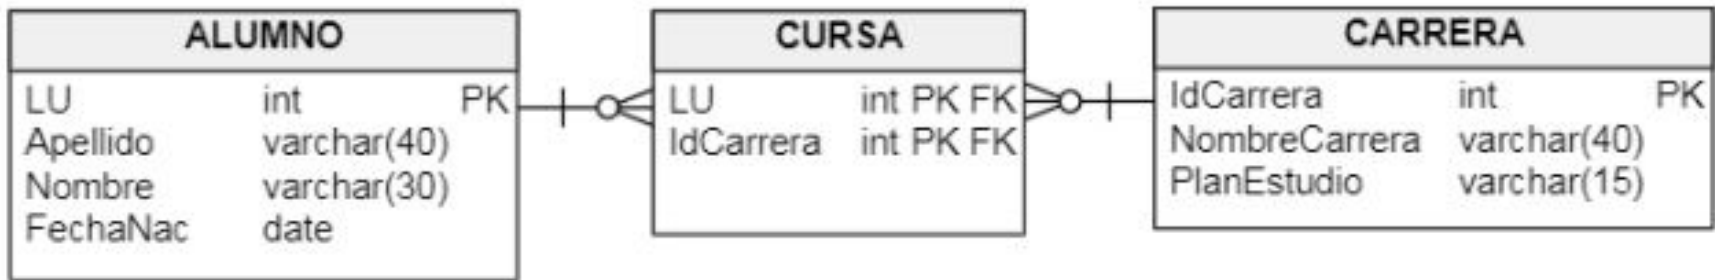 ALUMNO
LU int PK
Apellido varchar(40)
Nombre varchar(30)
FechaNac date
CURSA
LU int PK FK
IdCarrera int PK FK
CARRERA
IdCarrera int PK
NombreCarrera varchar(40)
PlanEstudio varchar(15)